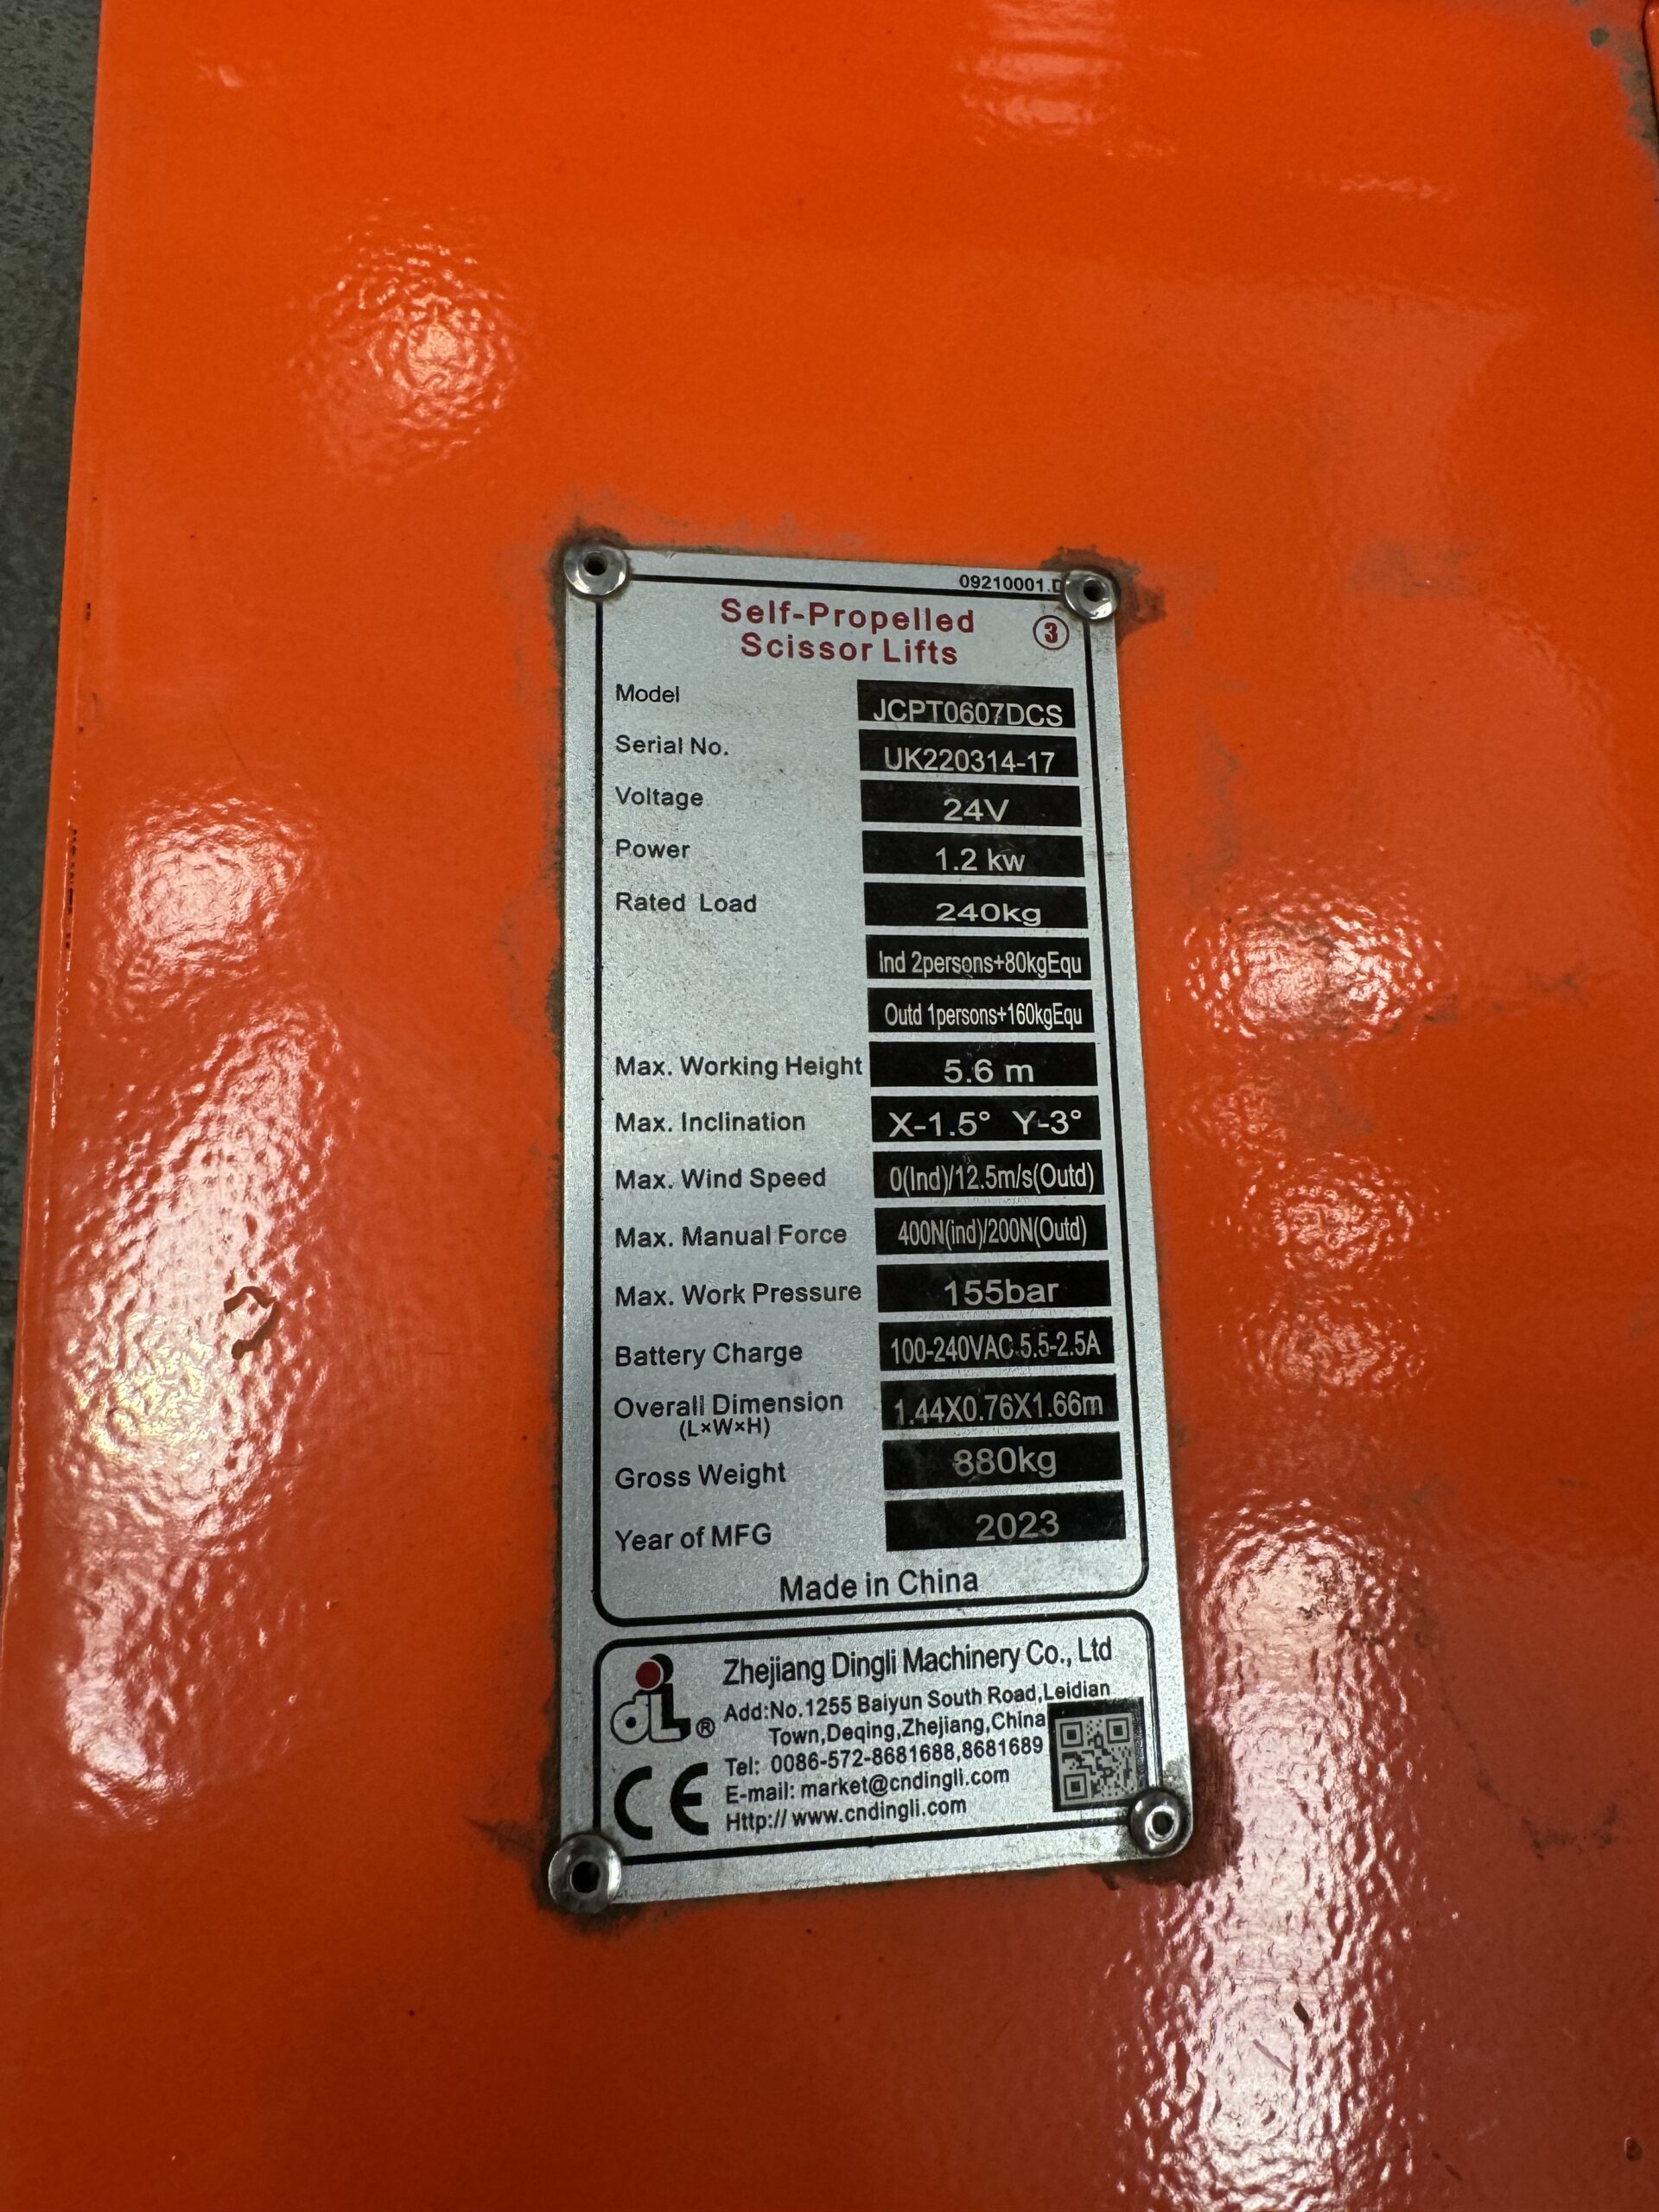 09210001.D
Self-Propelled
Scissor Lifts
3
Model JCPT0607DCS
Serial No. UK220314-17
Voltage 24V
Power 1.2 kw
Rated Load 240kg
Ind 2persons+80kgEqu
Outd 1persons+160kgEqu
Max. Working Height 5.6 m
Max. Inclination X-1.5° Y-3°
Max. Wind Speed 0(Ind)/12.5m/s(Outd)
Max. Manual Force 400N(ind)/200N(Outd)
Max. Work Pressure 155bar
Battery Charge 100-240VAC 5.5-2.5A
Overall Dimension 1.44X0.76X1.66m
(L×W×H)
Gross Weight 880kg
Year of MFG 2023
Made in China
dL®
Zhejiang Dingli Machinery Co., Ltd
Add:No.1255 Baiyun South Road,Leidian
Town,Deqing,Zhejiang,China
Tel: 0086-572-8681688,8681689
E-mail: market@cndingli.com
Http:// www.cndingli.com
CE